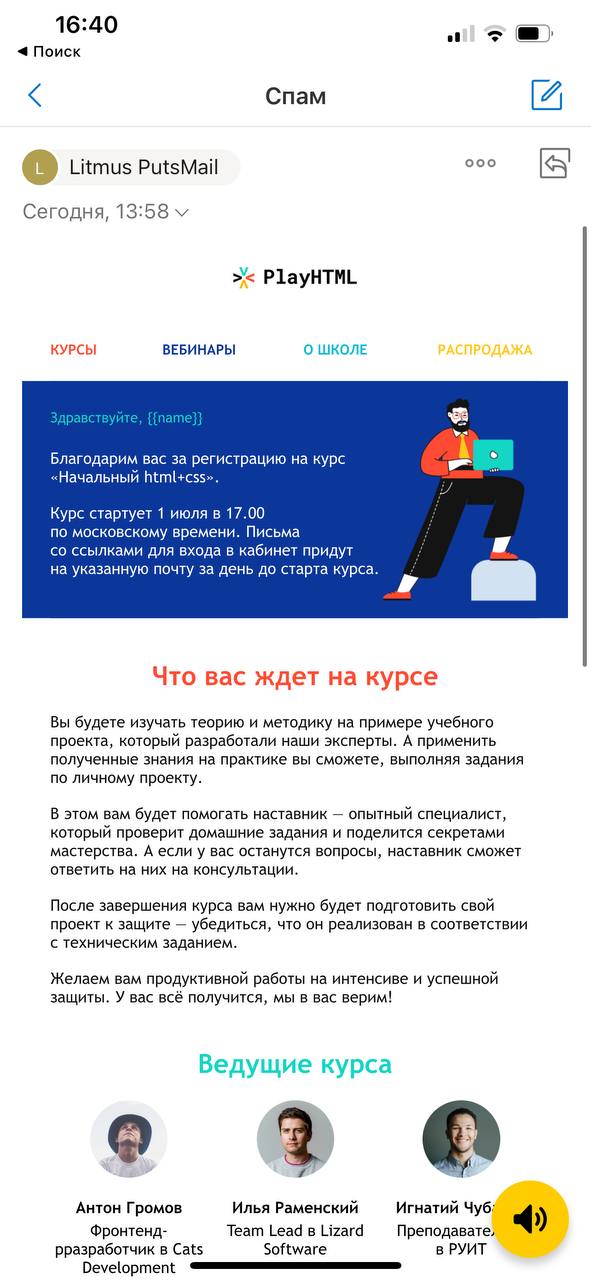 16:40
Поиск
Спам
L Litmus PutsMail
Сегодня, 13:58
PlayHTML
КУРСЫ ВЕБИНАРЫ О ШКОЛЕ РАСПРОДАЖА
Здравствуйте, {{name}}
Благодарим вас за регистрацию на курс
«Начальный html+css».
Курс стартует 1 июля в 17.00
по московскому времени. Письма
со ссылками для входа в кабинет придут
на указанную почту за день до старта курса.
Что вас ждет на курсе
Вы будете изучать теорию и методику на примере учебного
проекта, который разработали наши эксперты. А применить
полученные знания на практике вы сможете, выполняя задания
по личному проекту.
В этом вам будет помогать наставник — опытный специалист,
который проверит домашние задания и поделится секретами
мастерства. А если у вас останутся вопросы, наставник сможет
ответить на них на консультации.
После завершения курса вам нужно будет подготовить свой
проект к защите — убедиться, что он реализован в соответствии
с техническим заданием.
Желаем вам продуктивной работы на интенсиве и успешной
защиты. У вас всё получится, мы в вас верим!
Ведущие курса
Антон Громов
Фронтенд-
рразработчик в Cats
Development
Илья Раменский
Team Lead в Lizard
Software
Игнатий
в РУИТ